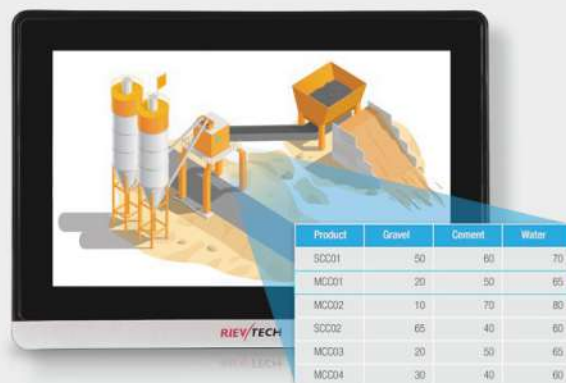 Product Gravel Cement Water
SCC01 50 60 70
MCC01 20 50 65
MCC02 10 70 80
SCC02 65 40 60
MCC03 20 50 65
MCC04 30 40 60
RIEVTECH